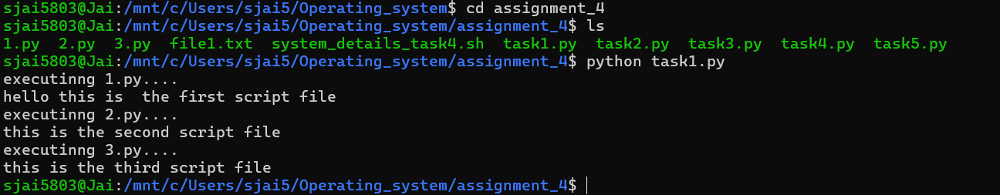 sjai5803@Jai:/mnt/c/Users/sjai5/Operating_system$ cd assignment_4
sjai5803@Jai:/mnt/c/Users/sjai5/Operating_system/assignment_4$ ls
1.py  2.py  3.py  file1.txt  system_details_task4.sh  task1.py  task2.py  task3.py  task4.py  task5.py
sjai5803@Jai:/mnt/c/Users/sjai5/Operating_system/assignment_4$ python task1.py
executinng 1.py....
hello this is  the first script file
executinng 2.py....
this is the second script file
executinng 3.py....
this is the third script file
sjai5803@Jai:/mnt/c/Users/sjai5/Operating_system/assignment_4$